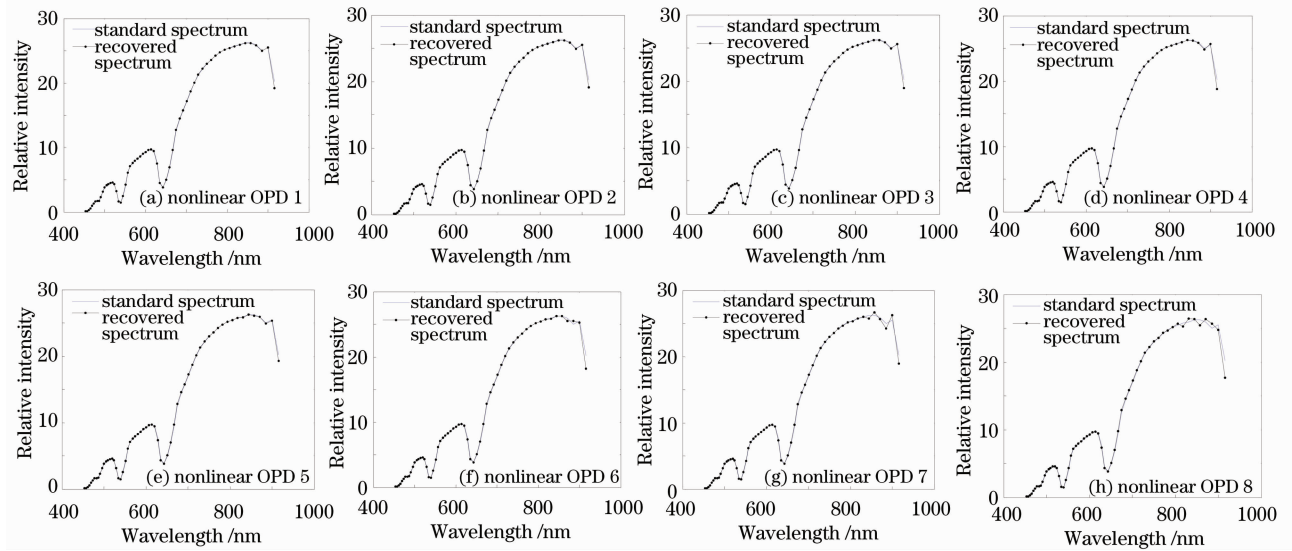 30
standard spectrum
recovered
spectrum
20
10
0
Relative intensity
(a) nonlinear OPD 1
400
600
800
1000
Wavelength /nm
30
standard spectrum
recovered
spectrum
20
10
0
Relative intensity
(b) nonlinear OPD 2
400
600
800
1000
Wavelength /nm
30
standard spectrum
recovered
spectrum
20
10
0
Relative intensity
(c) nonlinear OPD 3
400
600
800
1000
Wavelength /nm
30
standard spectrum
recovered
spectrum
20
10
0
Relative intensity
(d) nonlinear OPD 4
400
600
800
1000
Wavelength /nm
30
standard spectrum
recovered
spectrum
20
10
0
Relative intensity
(e) nonlinear OPD 5
400
600
800
1000
Wavelength /nm
30
standard spectrum
recovered
spectrum
20
10
0
Relative intensity
(f) nonlinear OPD 6
400
600
800
1000
Wavelength /nm
30
standard spectrum
recovered
spectrum
20
10
0
Relative intensity
(g) nonlinear OPD 7
400
600
800
1000
Wavelength /nm
30
standard spectrum
recovered
spectrum
20
10
0
Relative intensity
(h) nonlinear OPD 8
400
600
800
1000
Wavelength /nm